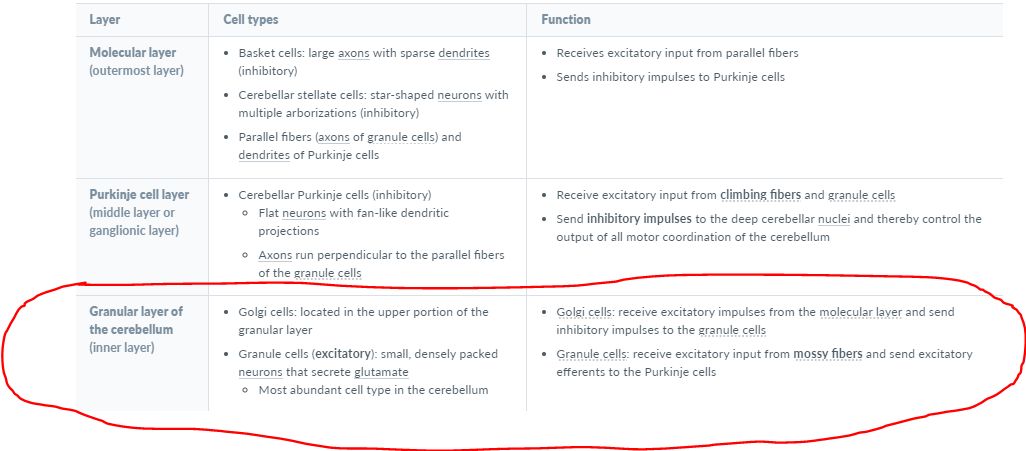 Layer
Cell types
Function
Molecular layer
(outermost layer)
• Basket cells: large axons with sparse dendrites
(inhibitory)
• Cerebellar stellate cells: star-shaped neurons with
multiple arborizations (inhibitory)
• Parallel fibers (axons of granule cells) and
dendrites of Purkinje cells
• Receives excitatory input from parallel fibers
• Sends inhibitory impulses to Purkinje cells
Purkinje cell layer
(middle layer or
ganglionic layer)
• Cerebellar Purkinje cells (inhibitory)
○ Flat neurons with fan-like dendritic
projections
○ Axons run perpendicular to the parallel fibers
of the granule cells
• Receive excitatory input from climbing fibers and granule cells
• Send inhibitory impulses to the deep cerebellar nuclei and thereby control the
output of all motor coordination of the cerebellum
Granular layer of
the cerebellum
(inner layer)
• Golgi cells: located in the upper portion of the
granular layer
• Granule cells (excitatory): small, densely packed
neurons that secrete glutamate
○ Most abundant cell type in the cerebellum
• Golgi cells: receive excitatory impulses from the molecular layer and send
inhibitory impulses to the granule cells
• Granule cells: receive excitatory input from mossy fibers and send excitatory
efferents to the Purkinje cells